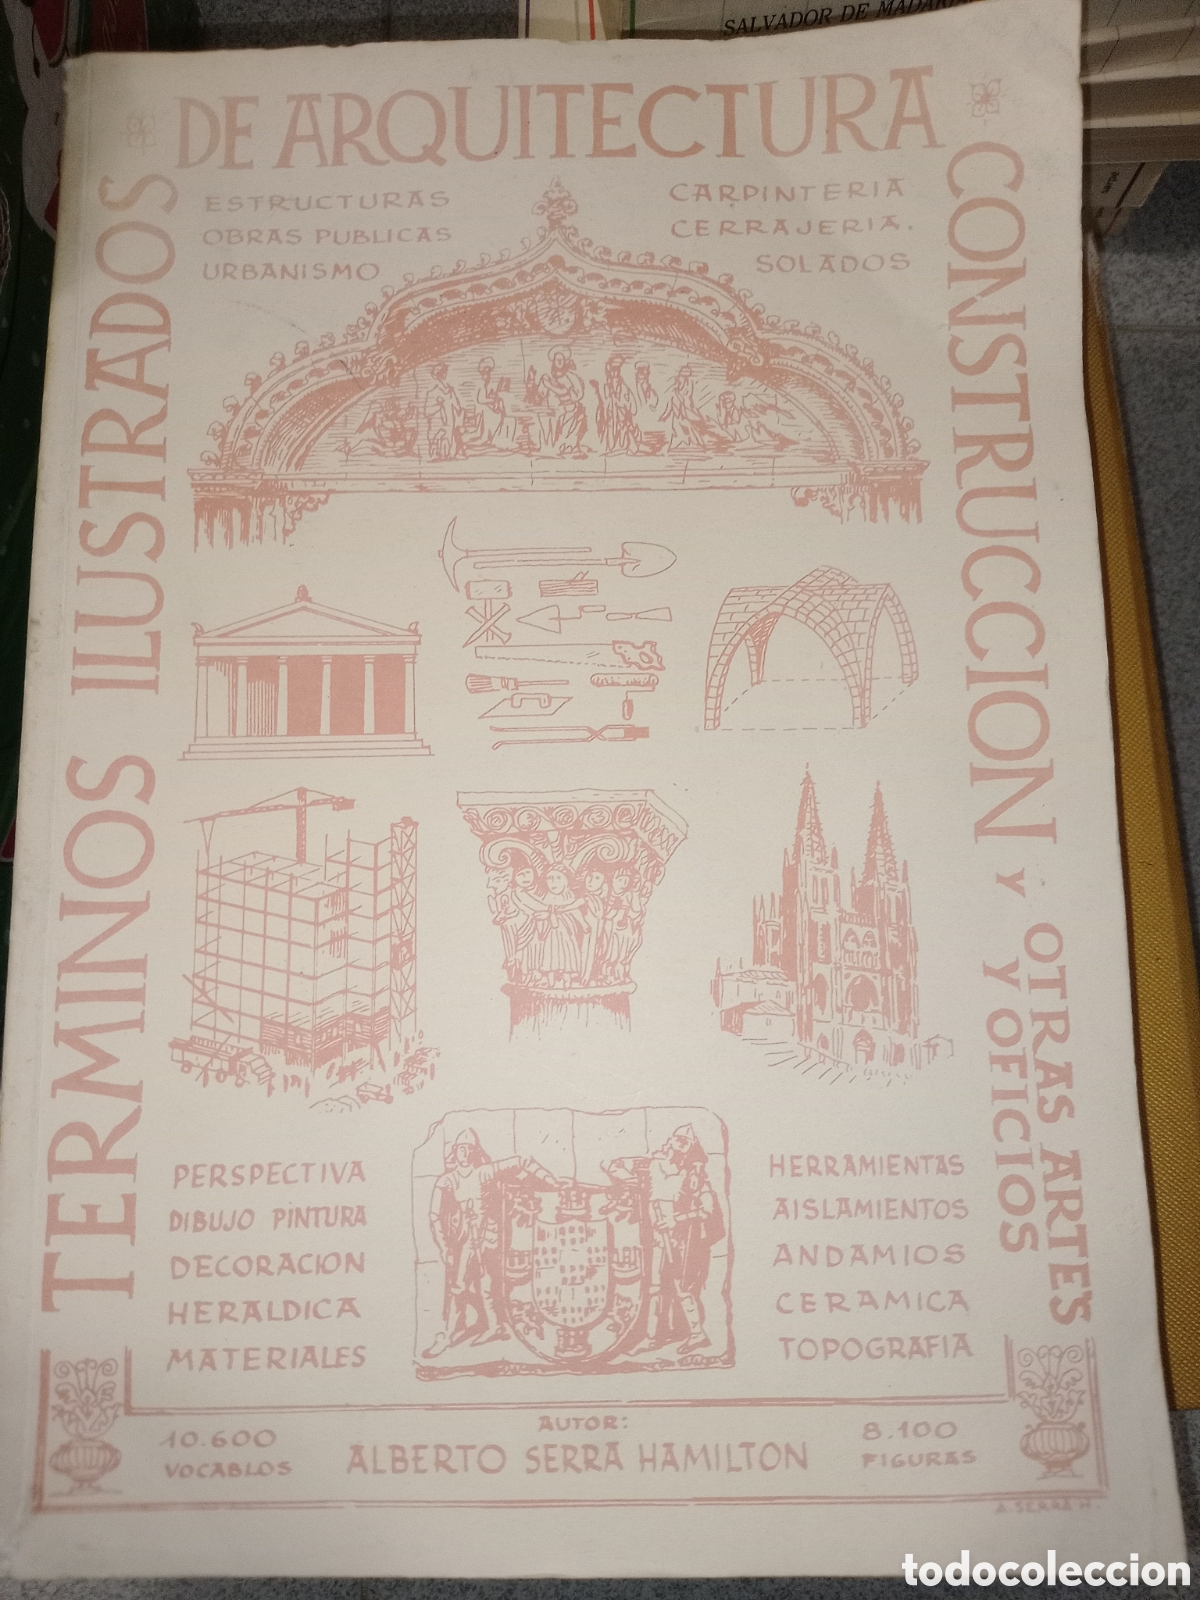 SALVADOR DE MADARIA
TERMINOS ILUSTRADOS
DE ARQUITECTURA
CONSTRUCCION Y OTRAS ARTES
Y OFICIOS
ESTRUCTURAS
OBRAS PUBLICAS
URBANISMO
CARPINTERIA
CERRAJERIA.
SOLADOS
PERSPECTIVA
DIBUJO PINTURA
DECORACION
HERALDICA
MATERIALES
HERRAMIENTAS
AISLAMIENTOS
ANDAMIOS
CERAMICA
TOPOGRAFIA
10.600
VOCABLOS
AUTOR:
ALBERTO SERRA HAMILTON
8.100
FIGURAS
A. SERRA H.
todocoleccion